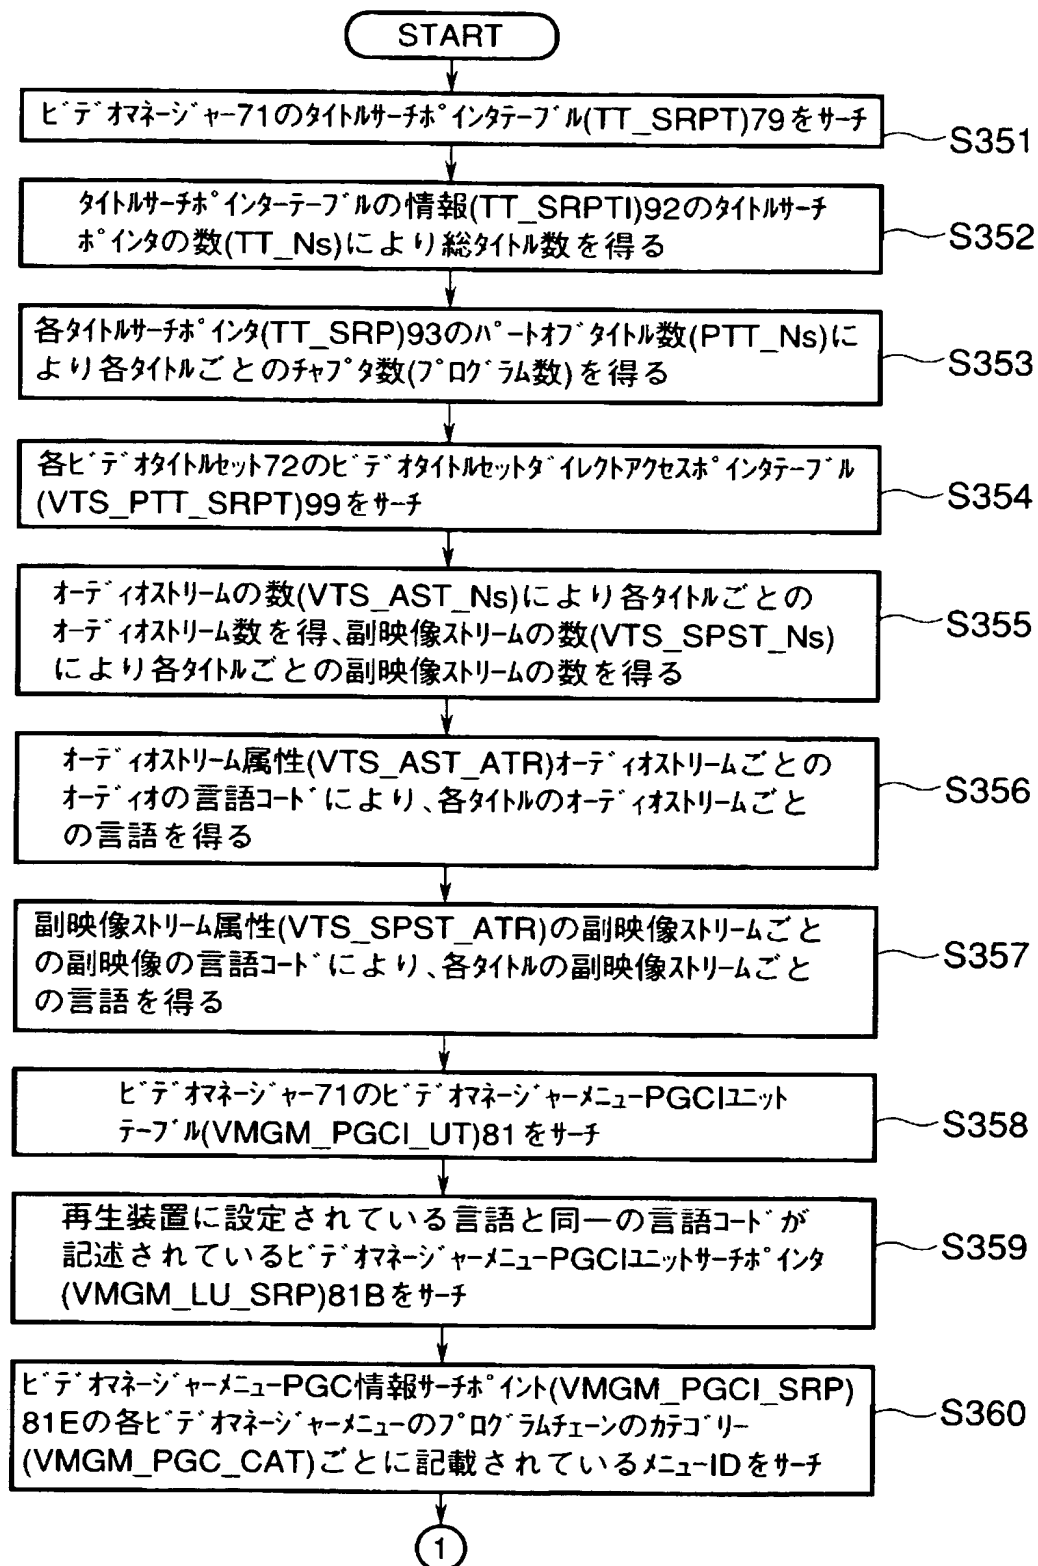 START
ビデオマネージャー71のタイトルサーチポインタテーブル(TT_SRPT)79をサーチ
S351
タイトルサーチポインターテーブルの情報(TT_SRPTI)92のタイトルサーチ
ポインタの数(TT_Ns)により総タイトル数を得る
S352
各タイトルサーチポインタ(TT_SRP)93のパートオブタイトル数(PTT_Ns)に
より各タイトルごとのチャプタ数(プログラム数)を得る
S353
各ビデオタイトルセット72のビデオタイトルセットダイレクトアクセスポインタテーブル
(VTS_PTT_SRPT)99をサーチ
S354
オーディオストリームの数(VTS_AST_Ns)により各タイトルごとの
オーディオストリーム数を得、副映像ストリームの数(VTS_SPST_Ns)
により各タイトルごとの副映像ストリームの数を得る
S355
オーディオストリーム属性(VTS_AST_ATR)オーディオストリームごとの
オーディオの言語コードにより、各タイトルのオーディオストリームごと
の言語を得る
S356
副映像ストリーム属性(VTS_SPST_ATR)の副映像ストリームごと
の副映像の言語コードにより、各タイトルの副映像ストリームごと
の言語を得る
S357
ビデオマネージャー71のビデオマネージャーメニューPGCIユニット
テーブル(VMGM_PGCI_UT)81をサーチ
S358
再生装置に設定されている言語と同一の言語コードが
記述されているビデオマネージャーメニューPGCIユニットサーチポインタ
(VMGM_LU_SRP)81Bをサーチ
S359
ビデオマネージャーメニューPGC情報サーチポイント(VMGM_PGCI_SRP)
81Eの各ビデオマネージャーメニューのプログラムチェーンのカテゴリー
(VMGM_PGC_CAT)ごとに記載されているメニューIDをサーチ
S360
1